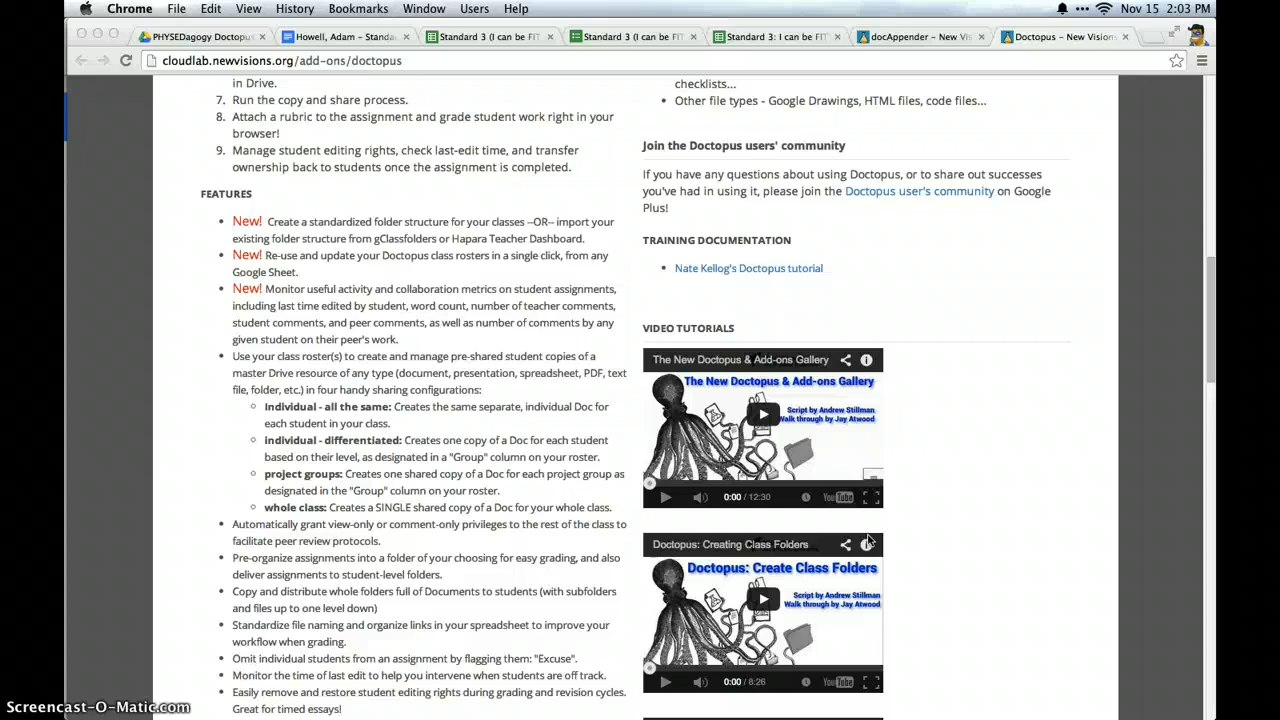 Chrome File Edit View History Bookmarks Window Users Help Nov 15 2:03 PM
PHYSEDagogy Doctopu
Howell, Adam – Standa
Standard 3 (I can be FIT
Standard 3 (I can be FIT
Standard 3: I can be FIT
docAppender – New Vis
Doctopus – New Vision
cloudlab.newvisions.org/add-ons/doctopus
in Drive.
7. Run the copy and share process.
8. Attach a rubric to the assignment and grade student work right in your
browser!
9. Manage student editing rights, check last-edit time, and transfer
ownership back to students once the assignment is completed.
FEATURES
• New! Create a standardized folder structure for your classes --OR-- import your
existing folder structure from gClassfolders or Hapara Teacher Dashboard.
• New! Re-use and update your Doctopus class rosters in a single click, from any
Google Sheet.
• New! Monitor useful activity and collaboration metrics on student assignments,
including last time edited by student, word count, number of teacher comments,
student comments, and peer comments, as well as number of comments by any
given student on their peer's work.
• Use your class roster(s) to create and manage pre-shared student copies of a
master Drive resource of any type (document, presentation, spreadsheet, PDF, text
file, folder, etc.) in four handy sharing configurations:
○ Individual - all the same: Creates the same separate, individual Doc for
each student in your class.
○ individual - differentiated: Creates one copy of a Doc for each student
based on their level, as designated in a "Group" column on your roster.
○ project groups: Creates one shared copy of a Doc for each project group as
designated in the "Group" column on your roster.
○ whole class: Creates a SINGLE shared copy of a Doc for your whole class.
• Automatically grant view-only or comment-only privileges to the rest of the class to
facilitate peer review protocols.
• Pre-organize assignments into a folder of your choosing for easy grading, and also
deliver assignments to student-level folders.
• Copy and distribute whole folders full of Documents to students (with subfolders
and files up to one level down)
• Standardize file naming and organize links in your spreadsheet to improve your
workflow when grading.
• Omit individual students from an assignment by flagging them: "Excuse".
• Monitor the time of last edit to help you intervene when students are off track.
• Easily remove and restore student editing rights during grading and revision cycles.
Great for timed essays!
checklists...
• Other file types - Google Drawings, HTML files, code files...
Join the Doctopus users' community
If you have any questions about using Doctopus, or to share out successes
you've had in using it, please join the Doctopus user's community on Google
Plus!
TRAINING DOCUMENTATION
• Nate Kellog's Doctopus tutorial
VIDEO TUTORIALS
The New Doctopus & Add-ons Gallery
The New Doctopus & Add-ons Gallery
Script by Andrew Stillman
Walk through by Jay Atwood
0:00 / 12:30 YouTube
Doctopus: Creating Class Folders
Doctopus: Create Class Folders
Script by Andrew Stillman
Walk through by Jay Atwood
0:00 / 8:26 YouTube
Screencast-O-Matic.com